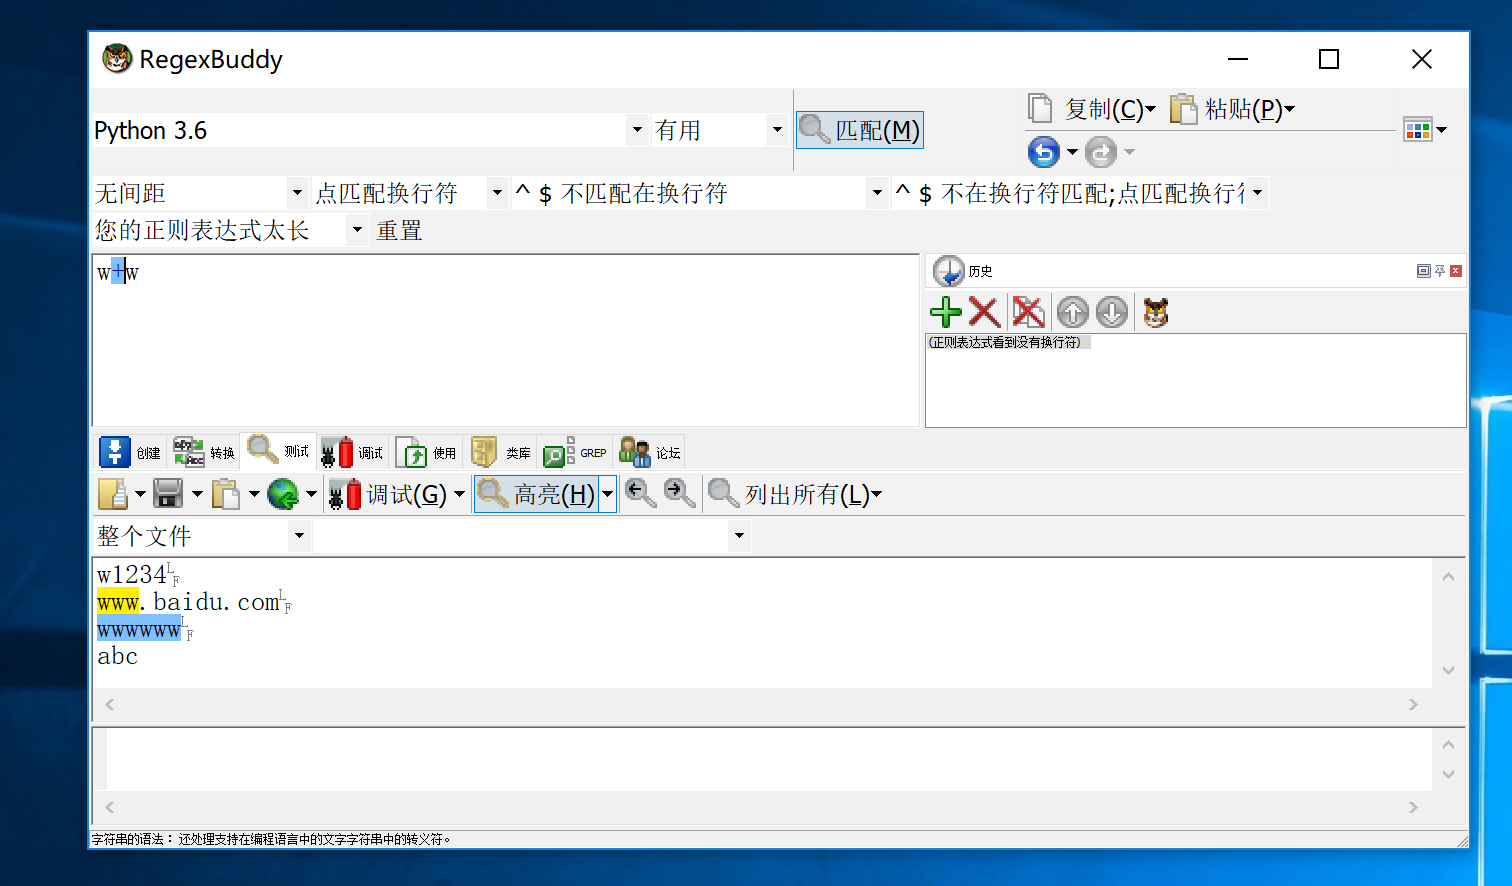 RegexBuddy
复制(C) 粘贴(P)
Python 3.6 有用 匹配(M)
无间距 点匹配换行符 ^ $ 不匹配在换行符 ^ $ 不在换行符匹配;点匹配换行
您的正则表达式太长 重置
w+w
历史
(正则表达式看到没有换行符)
创建 转换 测试 调试 使用 类库 GREP 论坛
调试(G) 高亮(H) 列出所有(L)
整个文件
w1234LF
www.baidu.comLF
wwwwwwLF
abc
字符串的语法：还处理支持在编程语言中的文字字符串中的转义符。